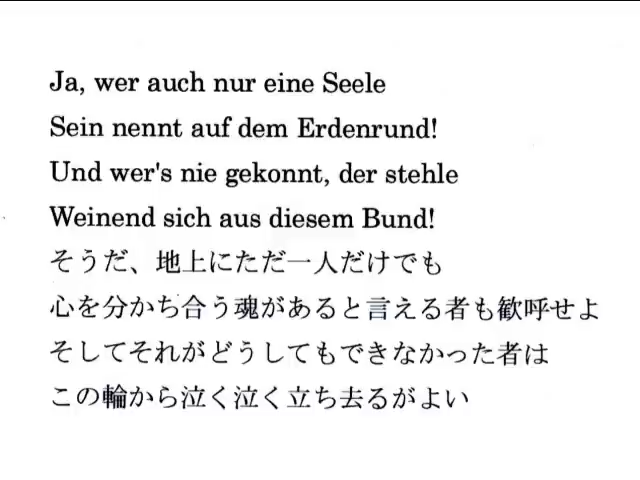 Ja, wer auch nur eine Seele
Sein nennt auf dem Erdenrund!
Und wer's nie gekonnt, der stehle
Weinend sich aus diesem Bund!
そうだ、地上にただ一人だけでも
心を分かち合う魂があると言える者も歓呼せよ
そしてそれがどうしてもできなかった者は
この輪から泣く泣く立ち去るがよい